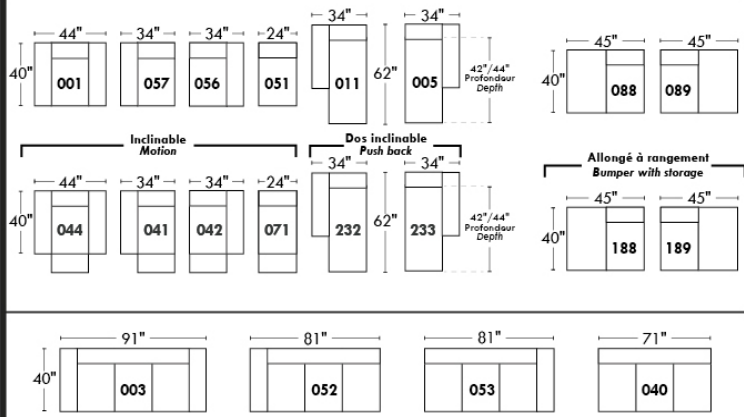 44" 34" 34" 24" 34" 34" 45" 45"
40" 001 057 056 051 011 62" 005 42"/44" Profondeur Depth 40" 088 089
Inclinable
Motion
Dos inclinable
Push back
Allongé à rangement
Bumper with storage
44" 34" 34" 24" 34" 34" 45" 45"
40" 044 041 042 071 232 62" 233 42"/44" Profondeur Depth 40" 188 189
91" 81" 81" 71"
40" 003 052 053 040